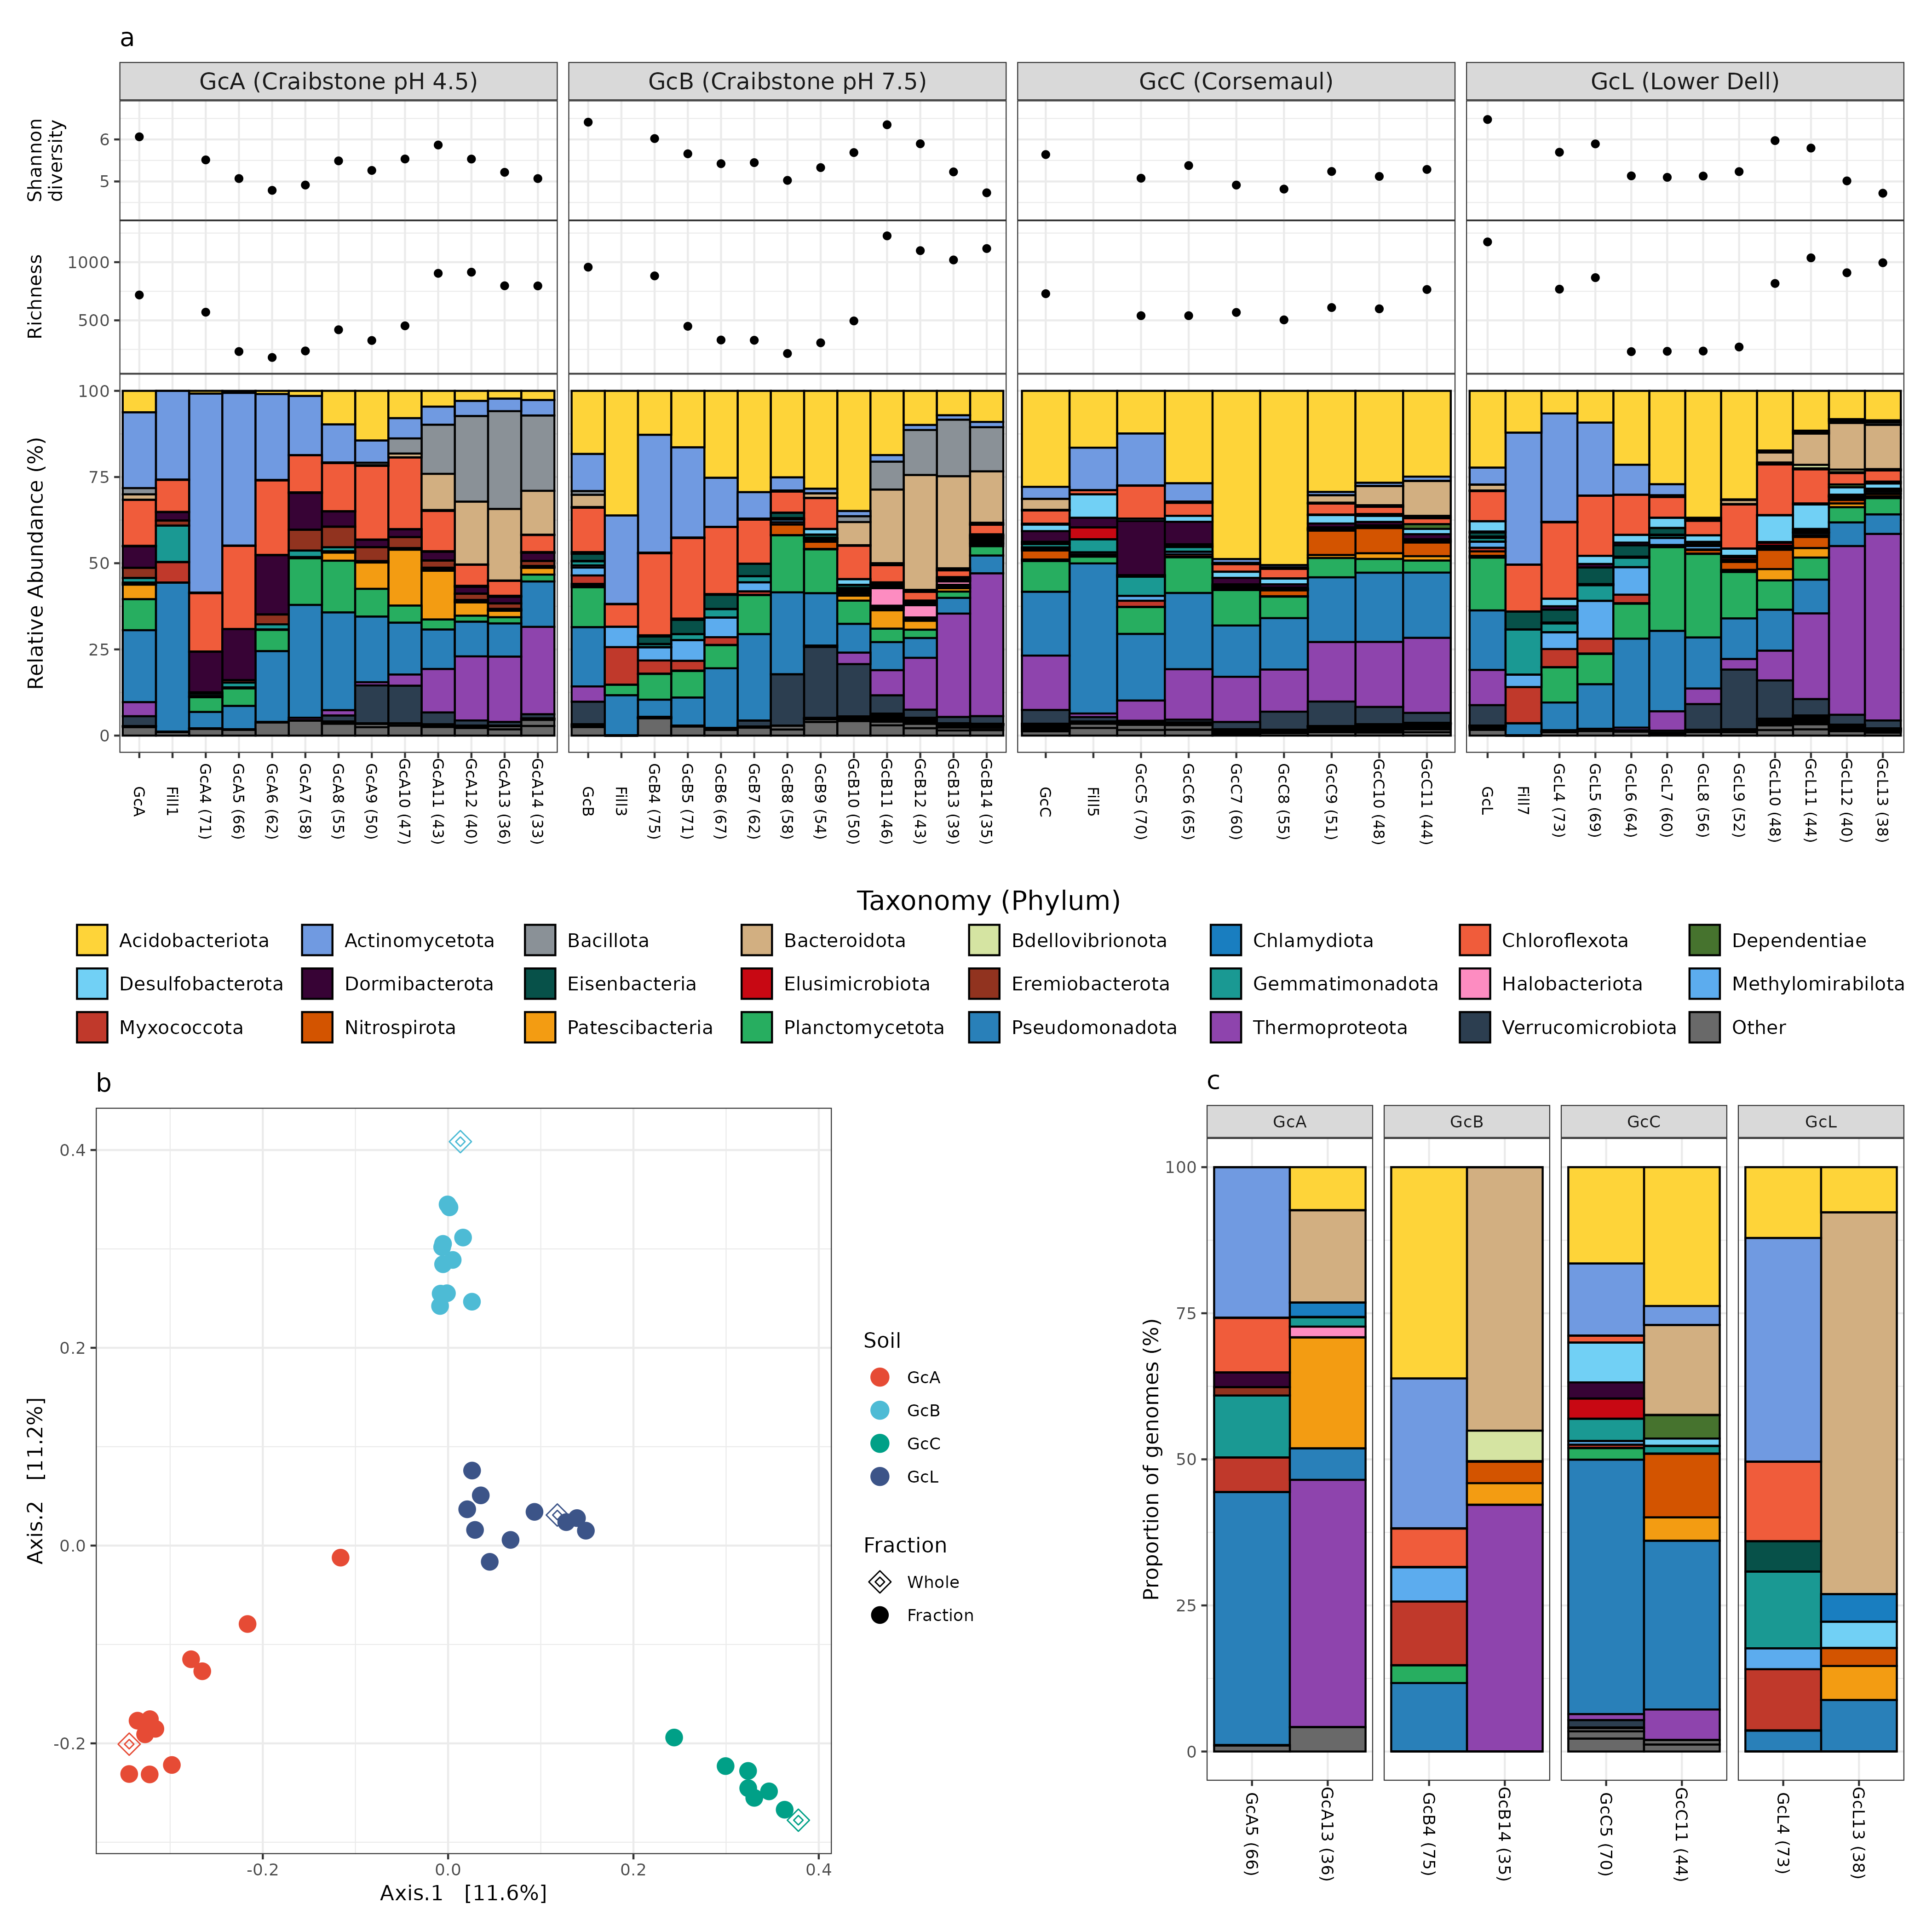 a
GcA (Craibstone pH 4.5)
GcB (Craibstone pH 7.5)
GcC (Corsemaul)
GcL (Lower Dell)
Shannon
diversity
6
5
Richness
1000
500
Relative Abundance (%)
100
75
50
25
0
GcA
Fill1
GcA4 (71)
GcA5 (66)
GcA6 (62)
GcA7 (58)
GcA8 (55)
GcA9 (50)
GcA10 (47)
GcA11 (43)
GcA12 (40)
GcA13 (36)
GcA14 (33)
GcB
Fill3
GcB4 (75)
GcB5 (71)
GcB6 (67)
GcB7 (62)
GcB8 (58)
GcB9 (54)
GcB10 (50)
GcB11 (46)
GcB12 (43)
GcB13 (39)
GcB14 (35)
GcC
Fill5
GcC5 (70)
GcC6 (65)
GcC7 (60)
GcC8 (55)
GcC9 (51)
GcC10 (48)
GcC11 (44)
GcL
Fill7
GcL4 (73)
GcL5 (69)
GcL6 (64)
GcL7 (60)
GcL8 (56)
GcL9 (52)
GcL10 (48)
GcL11 (44)
GcL12 (40)
GcL13 (38)
Taxonomy (Phylum)
Acidobacteriota Actinomycetota Bacillota Bacteroidota Bdellovibrionota Chlamydiota Chloroflexota Dependentiae
Desulfobacterota Dormibacterota Eisenbacteria Elusimicrobiota Eremiobacterota Gemmatimonadota Halobacteriota Methylomirabilota
Myxococcota Nitrospirota Patescibacteria Planctomycetota Pseudomonadota Thermoproteota Verrucomicrobiota Other
b
Axis.2 [11.2%]
0.4
0.2
0.0
-0.2
-0.2
0.0
0.2
0.4
Axis.1 [11.6%]
Soil
GcA
GcB
GcC
GcL
Fraction
Whole
Fraction
c
GcA
GcB
GcC
GcL
Proportion of genomes (%)
100
75
50
25
0
GcA5 (66)
GcA13 (36)
GcB4 (75)
GcB14 (35)
GcC5 (70)
GcC11 (44)
GcL4 (73)
GcL13 (38)